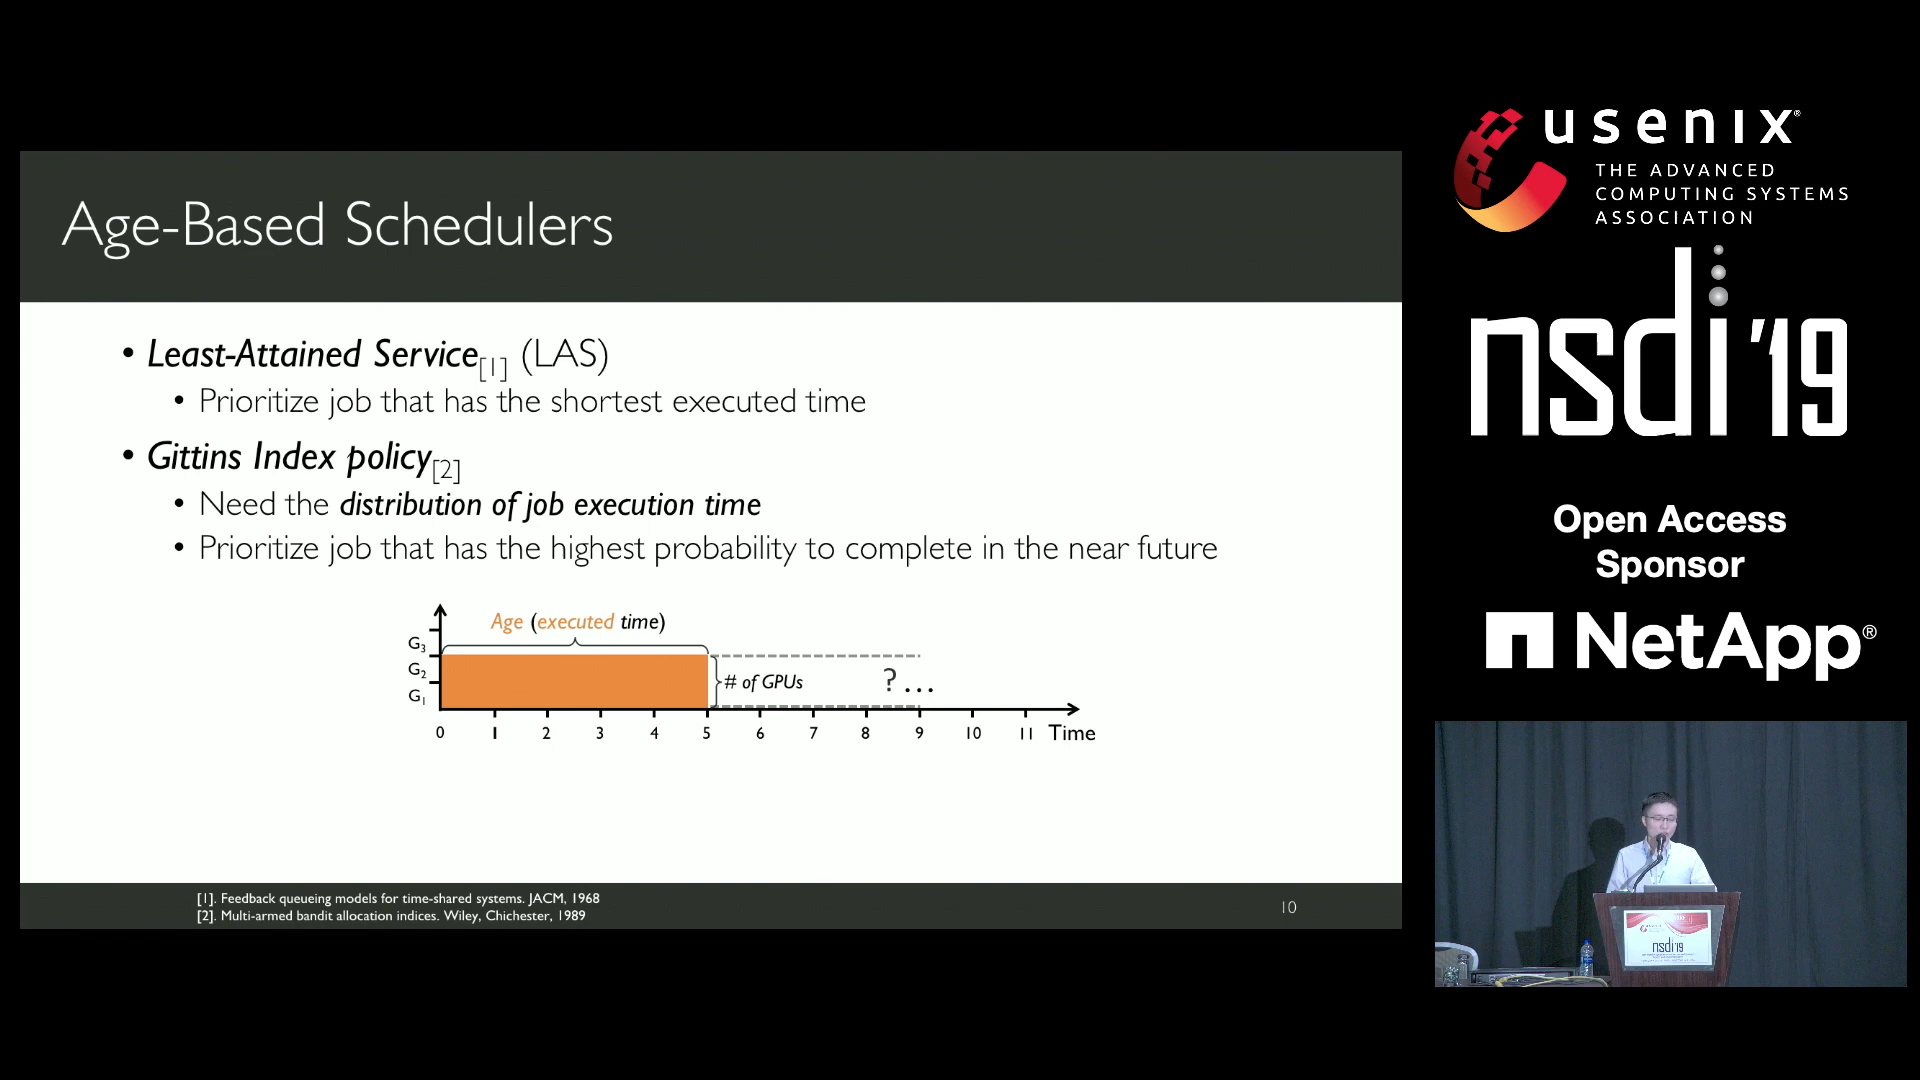 Age-Based Schedulers
• Least-Attained Service[1] (LAS)
• Prioritize job that has the shortest executed time
• Gittins Index policy[2]
• Need the distribution of job execution time
• Prioritize job that has the highest probability to complete in the near future
Age (executed time)
G3
G2
G1
# of GPUs
? ...
0 1 2 3 4 5 6 7 8 9 10 11 Time
[1]. Feedback queueing models for time-shared systems. JACM, 1968
[2]. Multi-armed bandit allocation indices. Wiley, Chichester, 1989
10
usenix®
THE ADVANCED
COMPUTING SYSTEMS
ASSOCIATION
nsdi '19
Open Access
Sponsor
NetApp®
nsdi'19